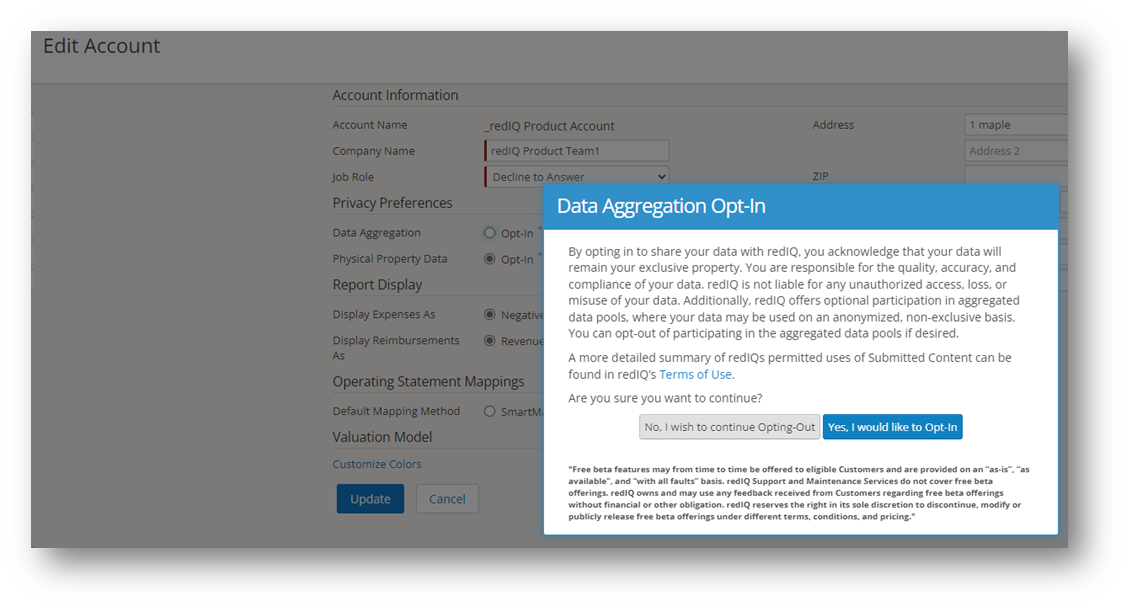 Edit Account
Account Information
Account Name _redIQ Product Account Address 1 maple
Company Name redIQ Product Team1 Address 2
Job Role Decline to Answer ZIP
Privacy Preferences
Data Aggregation Opt-In
Physical Property Data Opt-In
Report Display
Display Expenses As Negative
Display Reimbursements As Revenue
Operating Statement Mappings
Default Mapping Method
Valuation Model
Customize Colors
Update Cancel
Data Aggregation Opt-In
By opting in to share your data with redIQ, you acknowledge that your data will
remain your exclusive property. You are responsible for the quality, accuracy, and
compliance of your data. redIQ is not liable for any unauthorized access, loss, or
misuse of your data. Additionally, redIQ offers optional participation in aggregated
data pools, where your data may be used on an anonymized, non-exclusive basis.
You can opt-out of participating in the aggregated data pools if desired.
A more detailed summary of redIQs permitted uses of Submitted Content can be
found in redIQ's Terms of Use.
Are you sure you want to continue?
No, I wish to continue Opting-Out Yes, I would like to Opt-In
"Free beta features may from time to time be offered to eligible Customers and are provided on an “as-is”, “as
available”, and “with all faults” basis. redIQ Support and Maintenance Services do not cover free beta
offerings. redIQ owns and may use any feedback received from Customers regarding free beta offerings
without financial or other obligation. redIQ reserves the right in its sole discretion to discontinue, modify or
publicly release free beta offerings under different terms, conditions, and pricing."